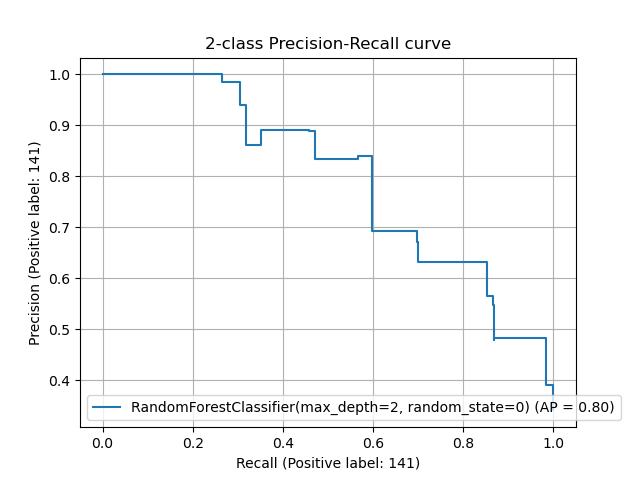 2-class Precision-Recall curve
1.0
0.9
0.8
0.7
0.6
0.5
0.4
Precision (Positive label: 141)
RandomForestClassifier(max_depth=2, random_state=0) (AP = 0.80)
0.0 0.2 0.4 0.6 0.8 1.0
Recall (Positive label: 141)